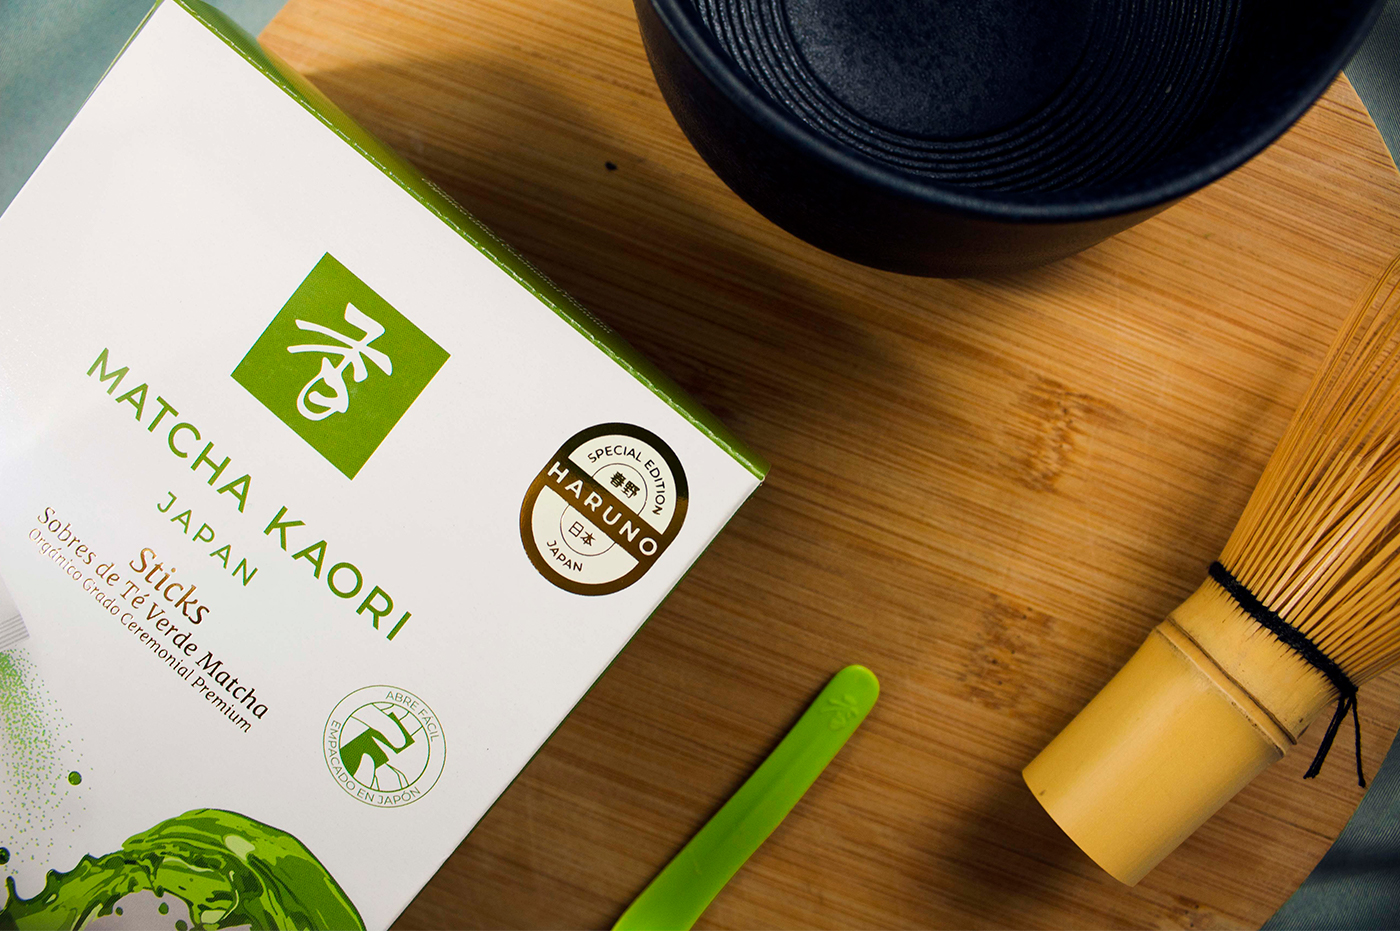 香
MATCHA KAORI
JAPAN
Sticks
Sobres de Té Verde Matcha
Orgánico Grado Ceremonial Premium
SPECIAL EDITION
春野
HARUNO
日本
JAPAN
ABRE FÁCIL
EMPACADO EN JAPÓN
香